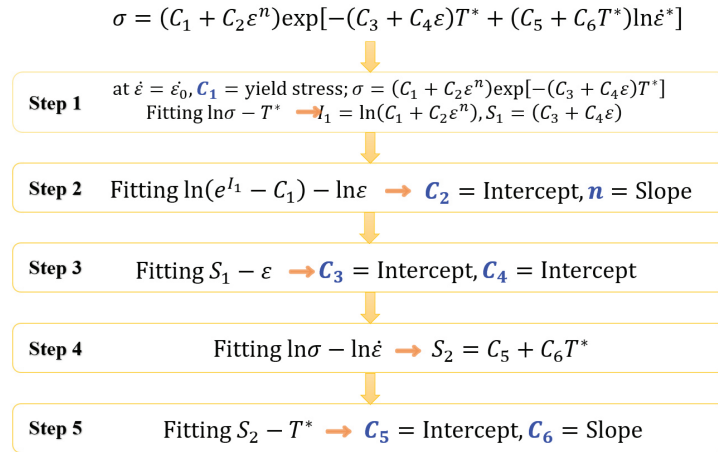 σ = (C₁ + C₂εⁿ)exp[−(C₃ + C₄ε)T* + (C₅ + C₆T*)lnε̇*]
Step 1
at ε̇ = ε̇₀, C₁ = yield stress; σ = (C₁ + C₂εⁿ)exp[−(C₃ + C₄ε)T*]
Fitting lnσ − T* → I₁ = ln(C₁ + C₂εⁿ), S₁ = (C₃ + C₄ε)
Step 2
Fitting ln(e^{I₁} − C₁) − lnε → C₂ = Intercept, n = Slope
Step 3
Fitting S₁ − ε → C₃ = Intercept, C₄ = Intercept
Step 4
Fitting lnσ − lnε̇ → S₂ = C₅ + C₆T*
Step 5
Fitting S₂ − T* → C₅ = Intercept, C₆ = Slope